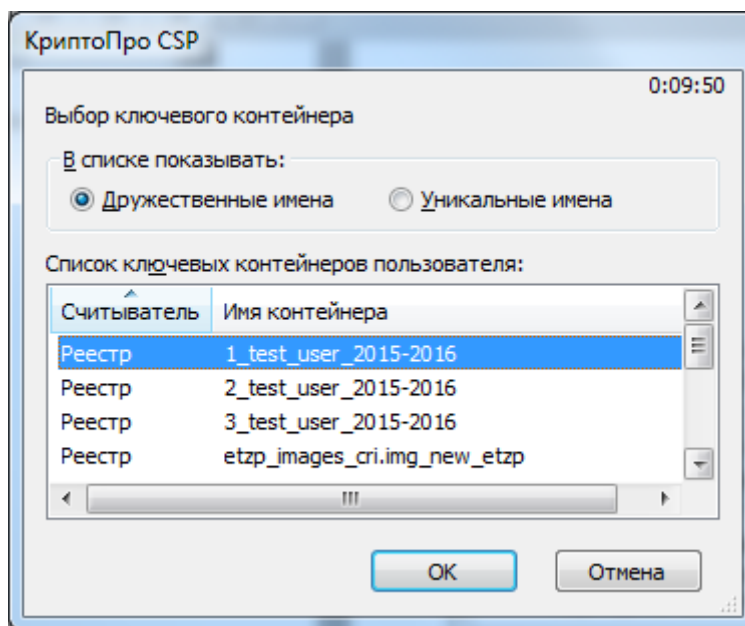 КриптоПро CSP
0:09:50
Выбор ключевого контейнера
В списке показывать:
Дружественные имена Уникальные имена
Список ключевых контейнеров пользователя:
Считыватель Имя контейнера
Реестр 1_test_user_2015-2016
Реестр 2_test_user_2015-2016
Реестр 3_test_user_2015-2016
Реестр etzp_images_cri.img_new_etzp
OK Отмена